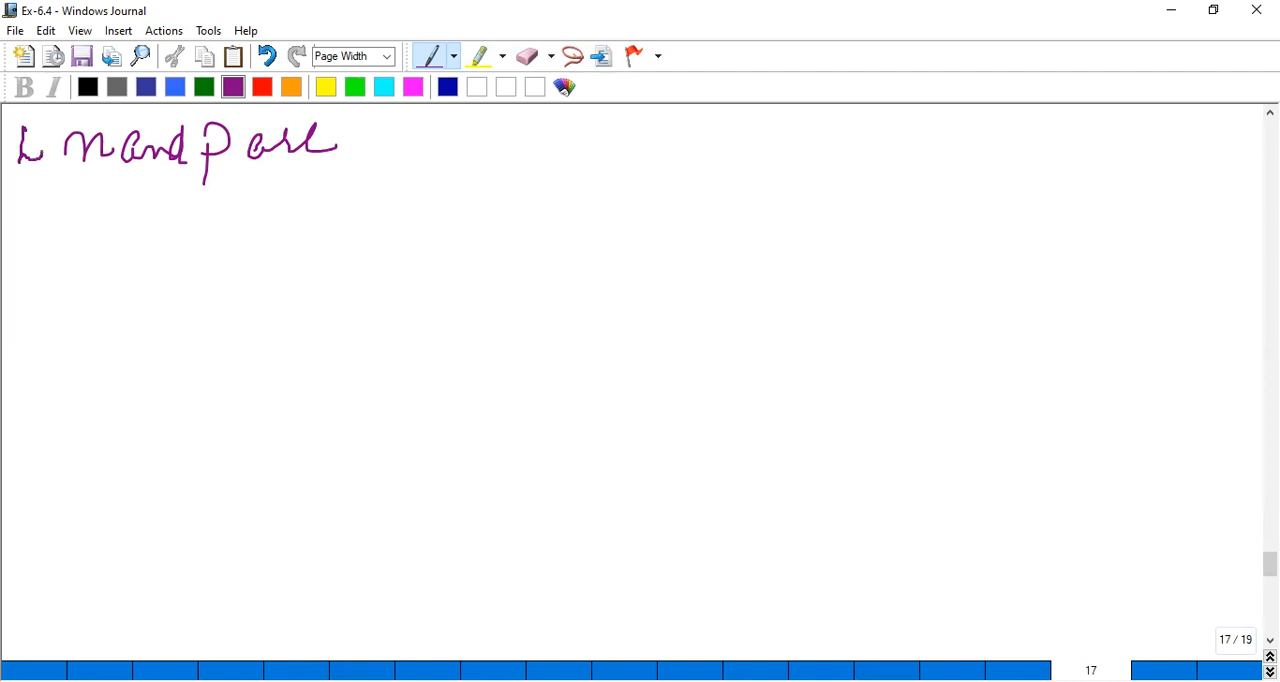 Ex-6.4 - Windows Journal
File Edit View Insert Actions Tools Help
Page Width
B I
L M and P are
17 / 19
17